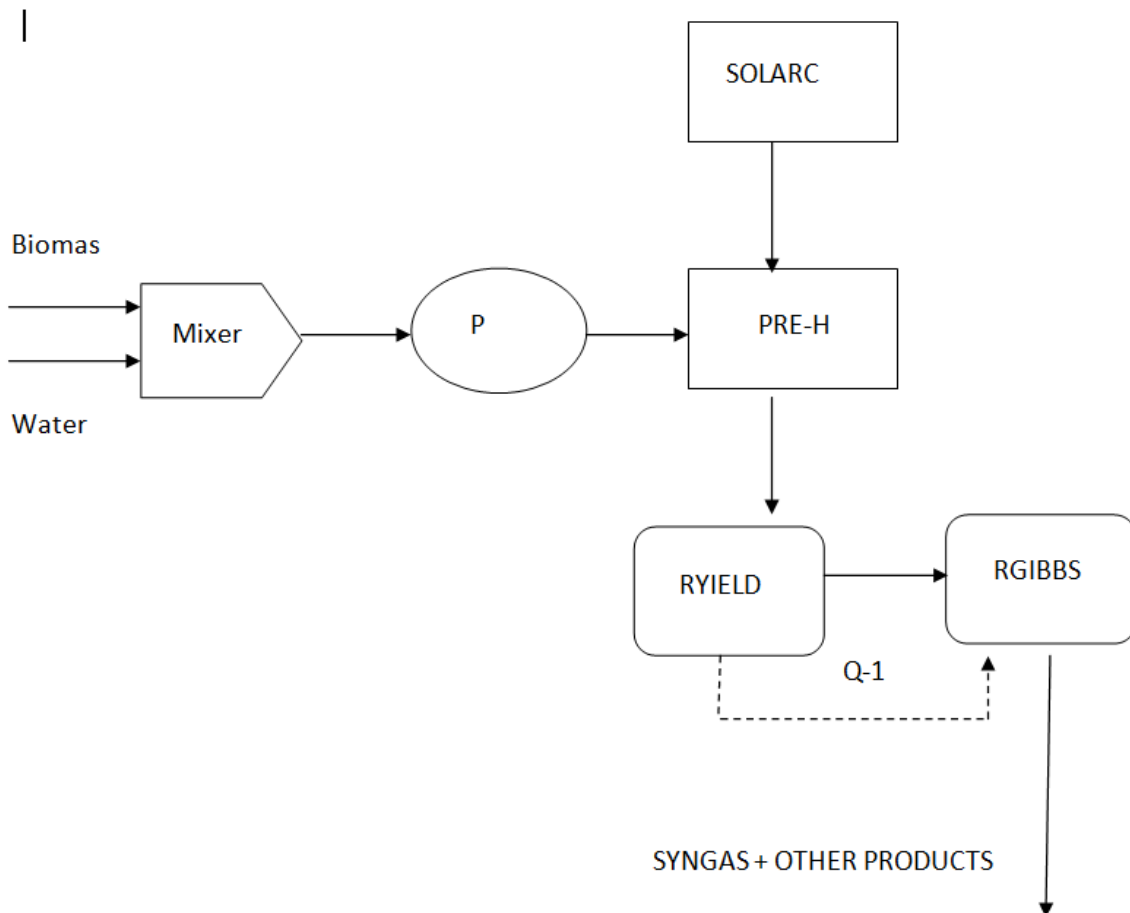 SOLARC
Biomas
Mixer
P
PRE-H
Water
RYIELD
RGIBBS
Q-1
SYNGAS + OTHER PRODUCTS